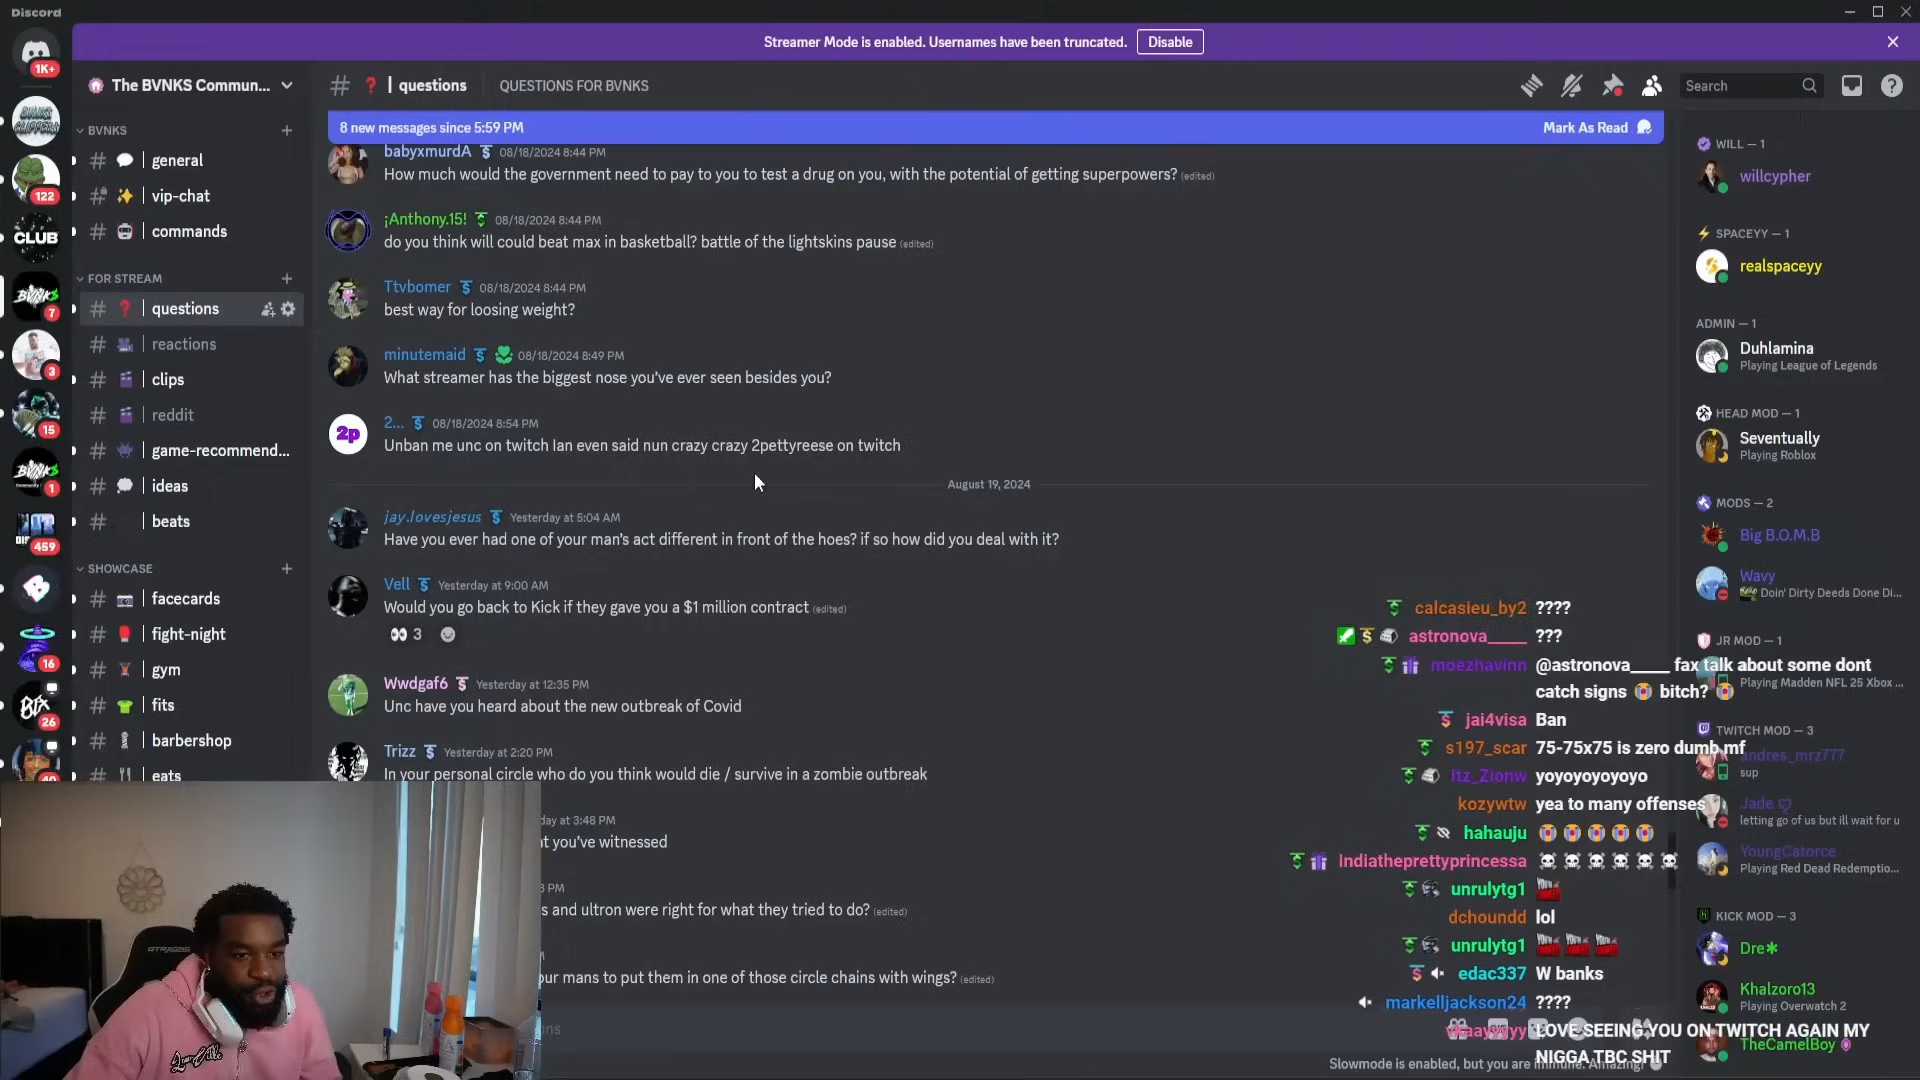 Discord
Streamer Mode is enabled. Usernames have been truncated. Disable
1K+
122
CLUB
BVNK$
7
3
15
BVNK$
1
459
16
26
The BVNKS Commun...
BVNKS
general
vip-chat
commands
FOR STREAM
questions
reactions
clips
reddit
game-recommend...
ideas
beats
SHOWCASE
facecards
fight-night
gym
fits
barbershop
eats
questions QUESTIONS FOR BVNKS
Search
8 new messages since 5:59 PM Mark As Read
babyxmurdA 08/18/2024 8:44 PM
How much would the government need to pay to you to test a drug on you, with the potential of getting superpowers? (edited)
¡Anthony.15! 08/18/2024 8:44 PM
do you think will could beat max in basketball? battle of the lightskins pause (edited)
Ttvbomer 08/18/2024 8:44 PM
best way for loosing weight?
minutemaid 08/18/2024 8:49 PM
What streamer has the biggest nose you've ever seen besides you?
2p
2... 08/18/2024 8:54 PM
Unban me unc on twitch Ian even said nun crazy crazy 2pettyreese on twitch
August 19, 2024
jay.lovesjesus Yesterday at 5:04 AM
Have you ever had one of your man's act different in front of the hoes? if so how did you deal with it?
Vell Yesterday at 9:00 AM
Would you go back to Kick if they gave you a $1 million contract (edited)
3
Wwdgaf6 Yesterday at 12:35 PM
Unc have you heard about the new outbreak of Covid
Trizz Yesterday at 2:20 PM
In your personal circle who do you think would die / survive in a zombie outbreak
day at 3:48 PM
t you've witnessed
3 PM
s and ultron were right for what they tried to do? (edited)
our mans to put them in one of those circle chains with wings? (edited)
ons
GTRACING
calcasieu_by2 ????
astronova_____ ???
moezhavinn @astronova_____ fax talk about some dont
catch signs bitch?
jai4visa Ban
s197_scar 75-75x75 is zero dumb mf
Itz_Zionw yoyoyoyoyoyo
kozywtw yea to many offenses
hahauju
indiatheprettyprincessa
unrulytg1
dchoundd lol
unrulytg1
edac337 W banks
markelljackson24 ????
LOVE SEEING YOU ON TWITCH AGAIN MY
NIGGA TBC SHIT
Slowmode is enabled, but you are immune. Amazing!
WILL — 1
willcypher
SPACEYY — 1
realspaceyy
ADMIN — 1
Duhlamina
Playing League of Legends
HEAD MOD — 1
Seventually
Playing Roblox
MODS — 2
Big B.O.M.B
Wavy
Doin' Dirty Deeds Done Di...
JR MOD — 1
Playing Madden NFL 25 Xbox ...
TWITCH MOD — 3
andres_mrz777
sup
Jade
letting go of us but ill wait for u
YoungCatorce
Playing Red Dead Redemptio...
KICK MOD — 3
Dre
Khalzoro13
Playing Overwatch 2
TheCamelBoy